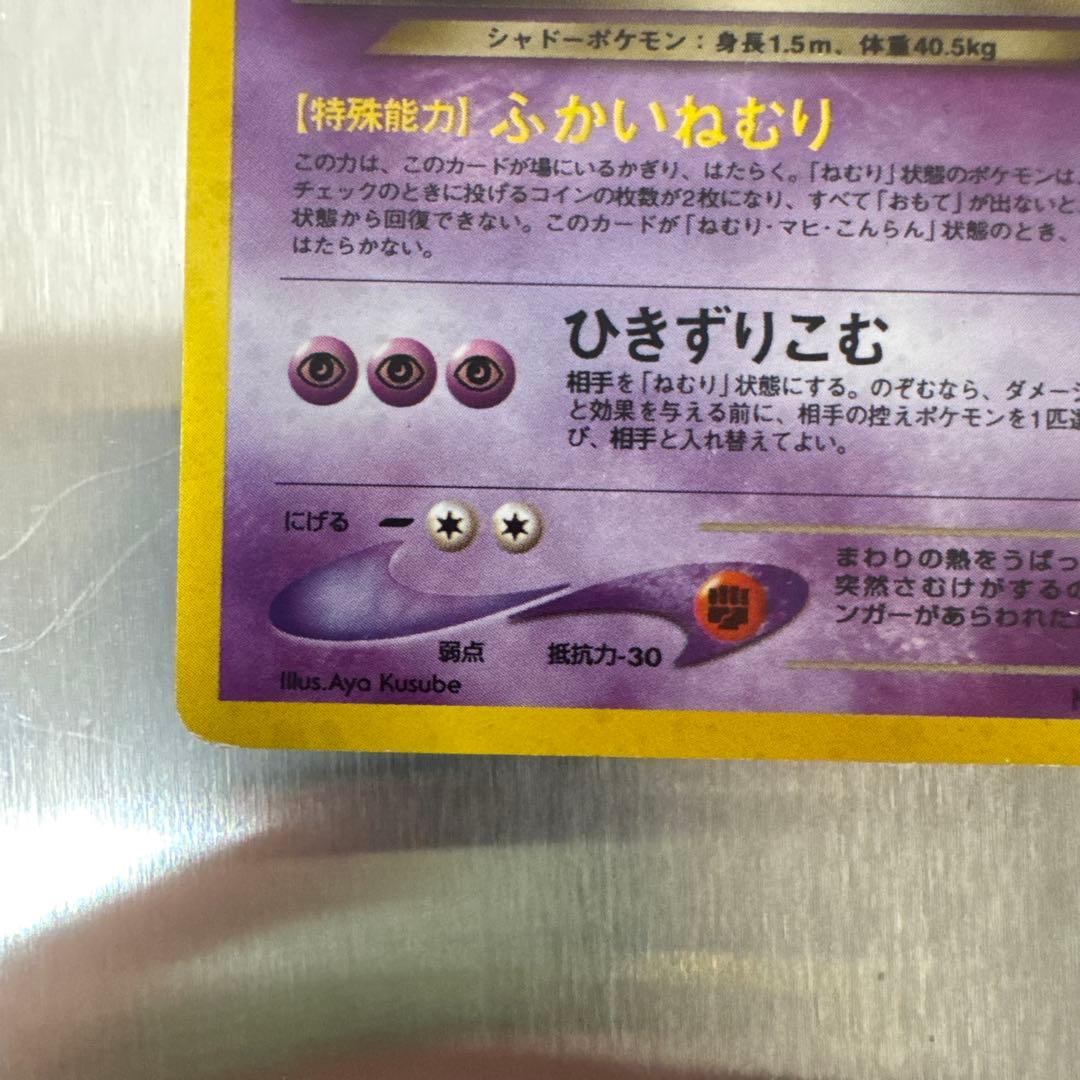 シャドーポケモン：身長1.5m、体重40.5kg
【特殊能力】ふかいねむり
この力は、このカードが場にいるかぎり、はたらく。「ねむり」状態のポケモンは、
チェックのときに投げるコインの枚数が2枚になり、すべて「おもて」が出ないと
状態から回復できない。このカードが「ねむり・マヒ・こんらん」状態のとき、
はたらかない。
ひきずりこむ
相手を「ねむり」状態にする。のぞむなら、ダメージ
と効果を与える前に、相手の控えポケモンを1匹選
び、相手と入れ替えてよい。
にげる
まわりの熱をうばっ
突然さむけがするの
ンガーがあらわれた
弱点
抵抗力-30
Illus.Aya Kusube